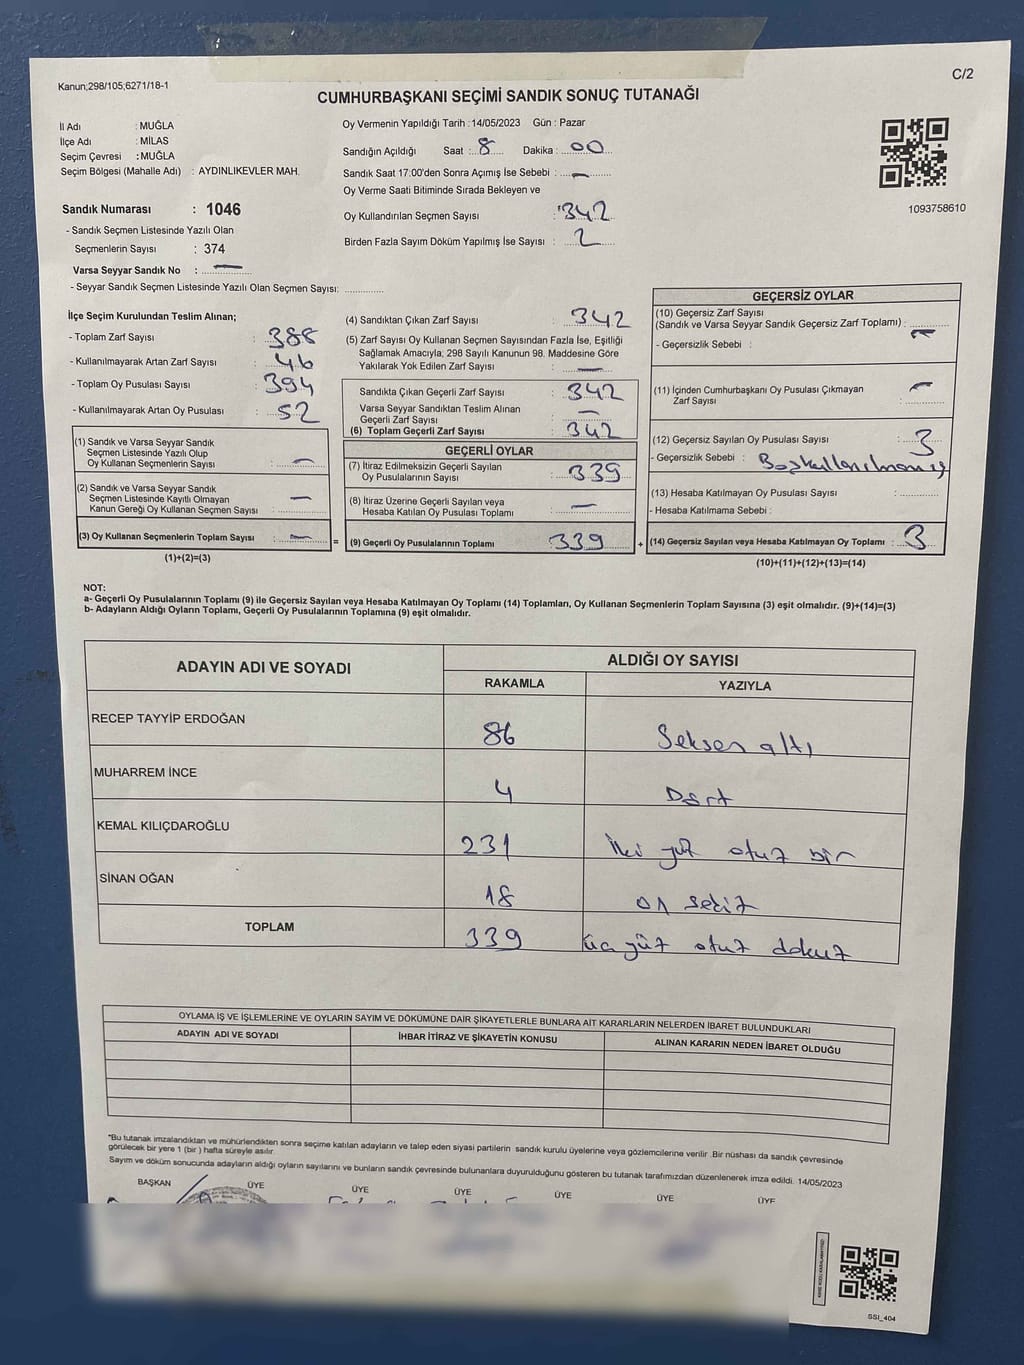 Kanun;298/105;6271/18-1
C/2
CUMHURBAŞKANI SEÇİMİ SANDIK SONUÇ TUTANAĞI
İl Adı : MUĞLA
İlçe Adı : MİLAS
Seçim Çevresi : MUĞLA
Seçim Bölgesi (Mahalle Adı) : AYDINLIKEVLER MAH.
Sandık Numarası : 1046
- Sandık Seçmen Listesinde Yazılı Olan
Seçmenlerin Sayısı : 374
Varsa Seyyar Sandık No : —
- Seyyar Sandık Seçmen Listesinde Yazılı Olan Seçmen Sayısı:
Oy Vermenin Yapıldığı Tarih : 14/05/2023 Gün : Pazar
Sandığın Açıldığı Saat : 8 Dakika : 00
Sandık Saat 17:00'den Sonra Açımış İse Sebebi : —
Oy Verme Saati Bitiminde Sırada Bekleyen ve
Oy Kullandırılan Seçmen Sayısı : 342
Birden Fazla Sayım Döküm Yapılmış İse Sayısı : 2
1093758610
İlçe Seçim Kurulundan Teslim Alınan;
- Toplam Zarf Sayısı : 388
- Kullanılmayarak Artan Zarf Sayısı : 46
- Toplam Oy Pusulası Sayısı : 394
- Kullanılmayarak Artan Oy Pusulası : 52
(1) Sandık ve Varsa Seyyar Sandık
Seçmen Listesinde Yazılı Olup
Oy Kullanan Seçmenlerin Sayısı : —
(2) Sandık ve Varsa Seyyar Sandık
Seçmen Listesinde Kayıtlı Olmayan
Kanun Gereği Oy Kullanan Seçmen Sayısı : —
(3) Oy Kullanan Seçmenlerin Toplam Sayısı : — =
(1)+(2)=(3)
(4) Sandıktan Çıkan Zarf Sayısı : 342
(5) Zarf Sayısı Oy Kullanan Seçmen Sayısından Fazla İse, Eşitliği
Sağlamak Amacıyla; 298 Sayılı Kanunun 98. Maddesine Göre
Yakılarak Yok Edilen Zarf Sayısı : —
Sandıkta Çıkan Geçerli Zarf Sayısı : 342
Varsa Seyyar Sandıktan Teslim Alınan
Geçerli Zarf Sayısı : —
(6) Toplam Geçerli Zarf Sayısı : 342
GEÇERLİ OYLAR
(7) İtiraz Edilmeksizin Geçerli Sayılan
Oy Pusulalarının Sayısı : 339
(8) İtiraz Üzerine Geçerli Sayılan veya
Hesaba Katılan Oy Pusulası Toplamı : —
(9) Geçerli Oy Pusulalarının Toplamı : 339 +
GEÇERSİZ OYLAR
(10) Geçersiz Zarf Sayısı
(Sandık ve Varsa Seyyar Sandık Geçersiz Zarf Toplamı) : —
- Geçersizlik Sebebi :
(11) İçinden Cumhurbaşkanı Oy Pusulası Çıkmayan
Zarf Sayısı : —
(12) Geçersiz Sayılan Oy Pusulası Sayısı : 3
- Geçersizlik Sebebi :
(13) Hesaba Katılmayan Oy Pusulası Sayısı :
- Hesaba Katılmama Sebebi :
(14) Geçersiz Sayılan veya Hesaba Katılmayan Oy Toplamı : 3
(10)+(11)+(12)+(13)=(14)
NOT:
a- Geçerli Oy Pusulalarının Toplamı (9) ile Geçersiz Sayılan veya Hesaba Katılmayan Oy Toplamı (14) Toplamları, Oy Kullanan Seçmenlerin Toplam Sayısına (3) eşit olmalıdır. (9)+(14)=(3)
b- Adayların Aldığı Oyların Toplamı, Geçerli Oy Pusulalarının Toplamına (9) eşit olmalıdır.
ADAYIN ADI VE SOYADI ALDIĞI OY SAYISI
RAKAMLA YAZIYLA
RECEP TAYYİP ERDOĞAN 86 Seksen altı
MUHARREM İNCE 4 Dört
KEMAL KILIÇDAROĞLU 231 iki yüz otuz bir
SİNAN OĞAN 18 on sekiz
TOPLAM 339 üç yüz otuz dokuz
OYLAMA İŞ VE İŞLEMLERİNE VE OYLARIN SAYIM VE DÖKÜMÜNE DAİR ŞİKAYETLERLE BUNLARA AİT KARARLARIN NELERDEN İBARET BULUNDUKLARI
ADAYIN ADI VE SOYADI İHBAR İTİRAZ VE ŞİKAYETİN KONUSU ALINAN KARARIN NEDEN İBARET OLDUĞU
"Bu tutanak imzalandıktan ve mühürlendikten sonra seçime katılan adayların ve talep eden siyasi partilerin sandık kurulu üyelerine veya gözlemcilerine verilir .Bir nüshası da sandık çevresinde
görülecek bir yere 1 (bir ) hafta süreyle asılır.
Sayım ve döküm sonucunda adayların aldığı oyların sayılarını ve bunların sandık çevresinde bulunanlara duyurulduğunu gösteren bu tutanak tarafımızdan düzenlenerek imza edildi. 14/05/2023
BAŞKAN ÜYE ÜYE ÜYE ÜYE ÜYE ÜYE
SSI_404